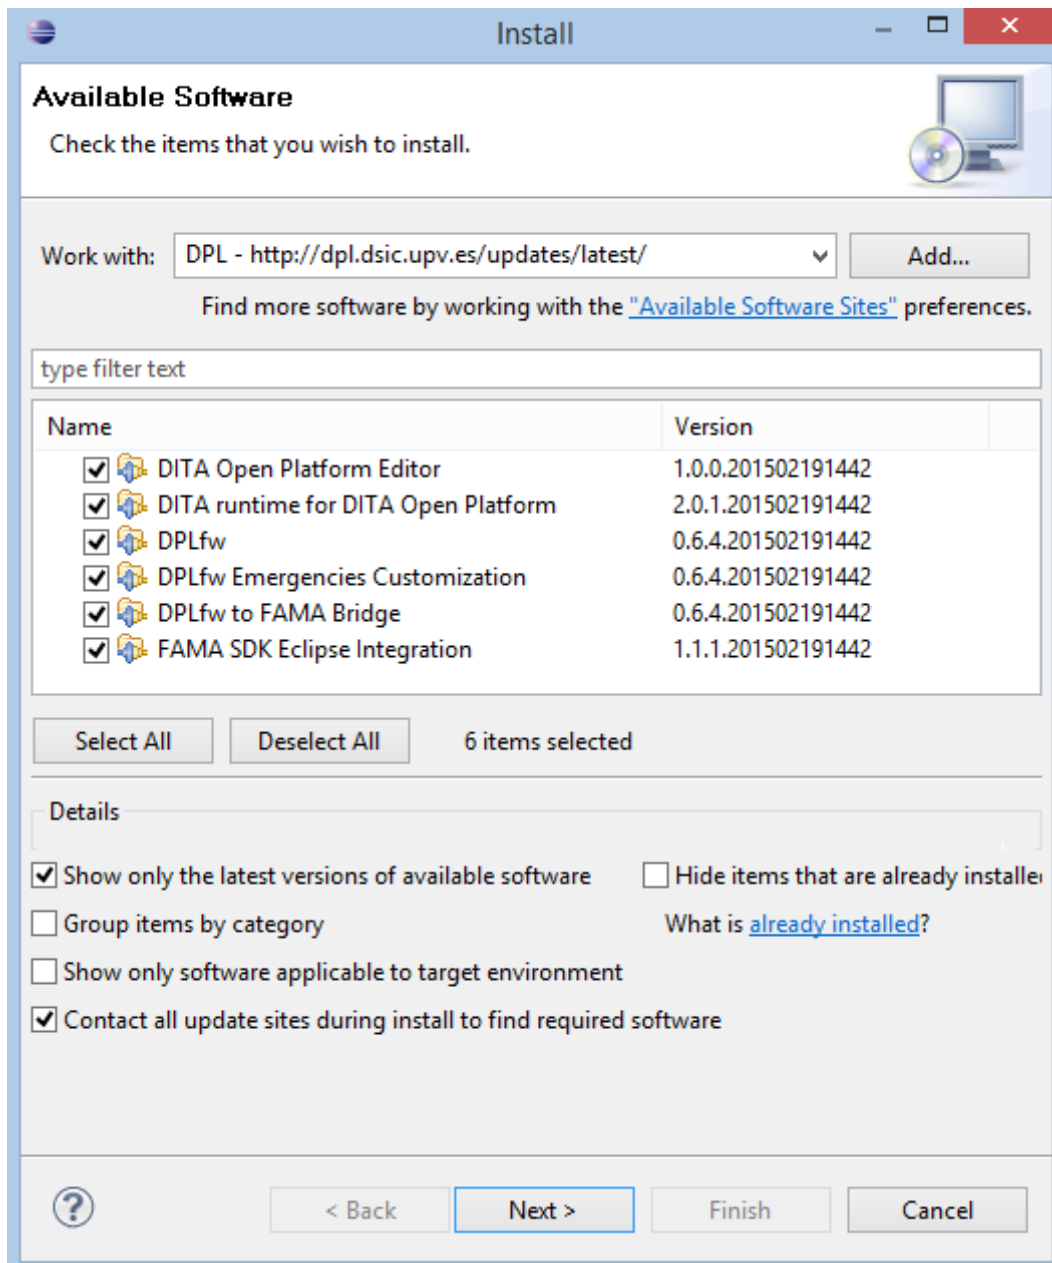 Install
Available Software
Check the items that you wish to install.
Work with: DPL - http://dpl.dsic.upv.es/updates/latest/ Add...
Find more software by working with the "Available Software Sites" preferences.
type filter text
Name Version
DITA Open Platform Editor 1.0.0.201502191442
DITA runtime for DITA Open Platform 2.0.1.201502191442
DPLfw 0.6.4.201502191442
DPLfw Emergencies Customization 0.6.4.201502191442
DPLfw to FAMA Bridge 0.6.4.201502191442
FAMA SDK Eclipse Integration 1.1.1.201502191442
Select All Deselect All 6 items selected
Details
Show only the latest versions of available software Hide items that are already installe
Group items by category What is already installed?
Show only software applicable to target environment
Contact all update sites during install to find required software
? < Back Next > Finish Cancel